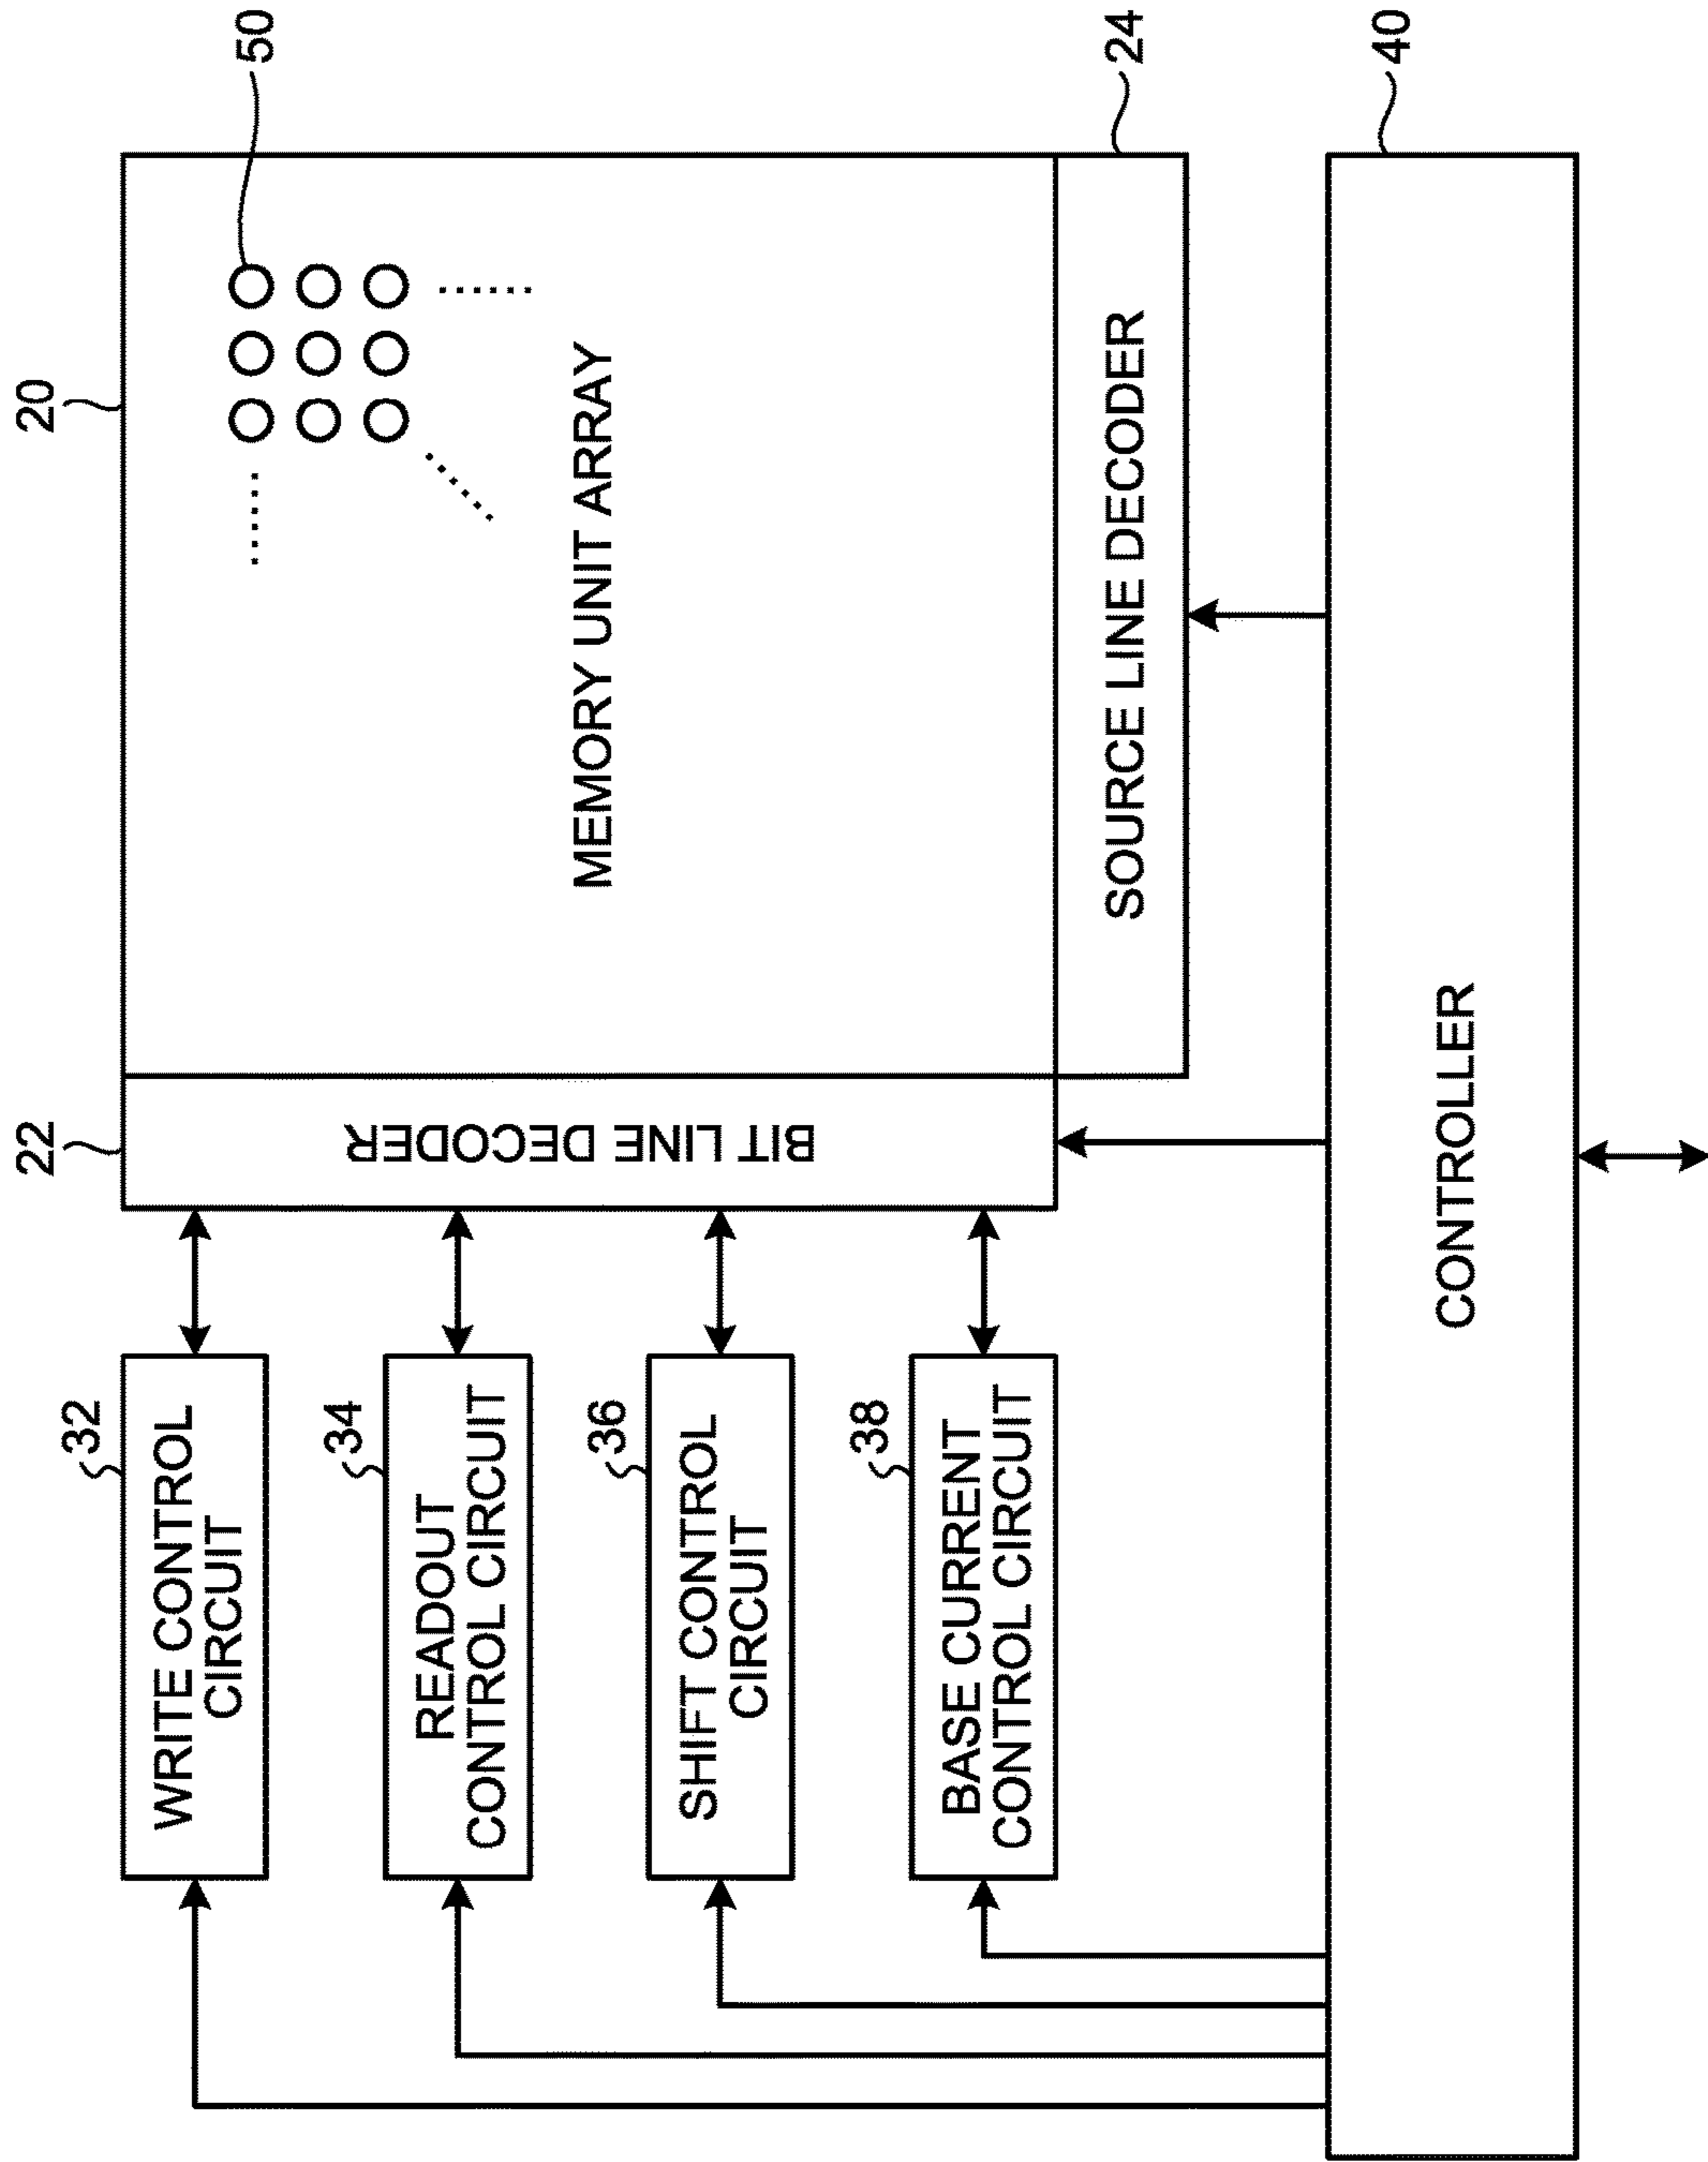 22
20
32
WRITE CONTROL
CIRCUIT
50
34
READOUT
CONTROL CIRCUIT
36
SHIFT CONTROL
CIRCUIT
38
BASE CURRENT
CONTROL CIRCUIT
BIT LINE DECODER
MEMORY UNIT ARRAY
SOURCE LINE DECODER
24
40
CONTROLLER